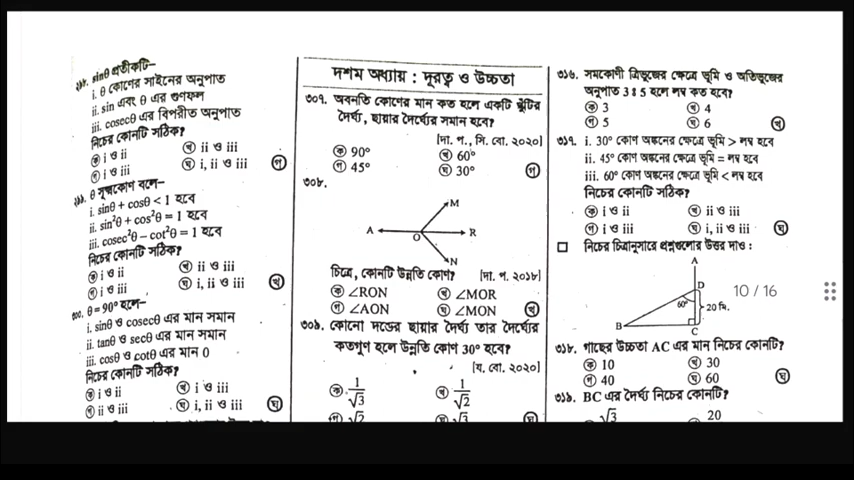 ২৯৮. sinθ প্রতীকটি–
i. θ কোণের সাইনের অনুপাত
ii. sin এবং θ এর গুণফল
iii. cosecθ এর বিপরীত অনুপাত
নিচের কোনটি সঠিক?
ক i ও ii খ ii ও iii
গ i ও iii ঘ i, ii ও iii গ
২৯৯. θ সূক্ষ্মকোণ হলে–
i. sinθ + cosθ < 1 হবে
ii. sin²θ + cos²θ = 1 হবে
iii. cosec²θ – cot²θ = 1 হবে
নিচের কোনটি সঠিক?
ক i ও ii খ ii ও iii
গ i ও iii ঘ i, ii ও iii খ
৩০০. θ = 90° হলে–
i. sinθ ও cosecθ এর মান সমান
ii. tanθ ও secθ এর মান সমান
iii. cosθ ও cotθ এর মান 0
নিচের কোনটি সঠিক?
ক i ও ii খ i ও iii
গ ii ও iii ঘ i, ii ও iii ঘ
দশম অধ্যায় : দূরত্ব ও উচ্চতা
৩০৭. অবনতি কোণের মান কত হলে একটি খুঁটির
দৈর্ঘ্য, ছায়ার দৈর্ঘ্যের সমান হবে?
[মা. প., সি. বো. ২০২০]
ক 90° খ 60°
গ 45° ঘ 30° গ
৩০৮.
M
A O R
N
চিত্রে, কোনটি উন্নতি কোণ? [মা. প. ২০১৮]
ক ∠RON খ ∠MOR
গ ∠AON ঘ ∠MON খ
৩০৯. কোনো দন্ডের ছায়ার দৈর্ঘ্য তার দৈর্ঘ্যের
কতগুণ হলে উন্নতি কোণ 30° হবে?
[য. বো. ২০২০]
ক 1/√3 খ 1/√2
গ √2 ঘ √3 ঘ
৩১৬. সমকোণী ত্রিভুজের ক্ষেত্রে ভূমি ও অতিভুজের
অনুপাত 3 ঃ 5 হলে লম্ব কত হবে?
ক 3 খ 4
গ 5 ঘ 6 খ
৩১৭. i. 30° কোণ অঙ্কনের ক্ষেত্রে ভূমি > লম্ব হবে
ii. 45° কোণ অঙ্কনের ক্ষেত্রে ভূমি = লম্ব হবে
iii. 60° কোণ অঙ্কনের ক্ষেত্রে ভূমি < লম্ব হবে
নিচের কোনটি সঠিক?
ক i ও ii খ ii ও iii
গ i ও iii ঘ i, ii ও iii ঘ
নিচের চিত্রানুসারে প্রশ্নগুলোর উত্তর দাও :
A
D
60° 20 মি.
B C
10 / 16
৩১৮. গাছের উচ্চতা AC এর মান নিচের কোনটি?
ক 10 খ 30
গ 40 ঘ 60 ঘ
৩১৯. BC এর দৈর্ঘ্য নিচের কোনটি?
√3 20